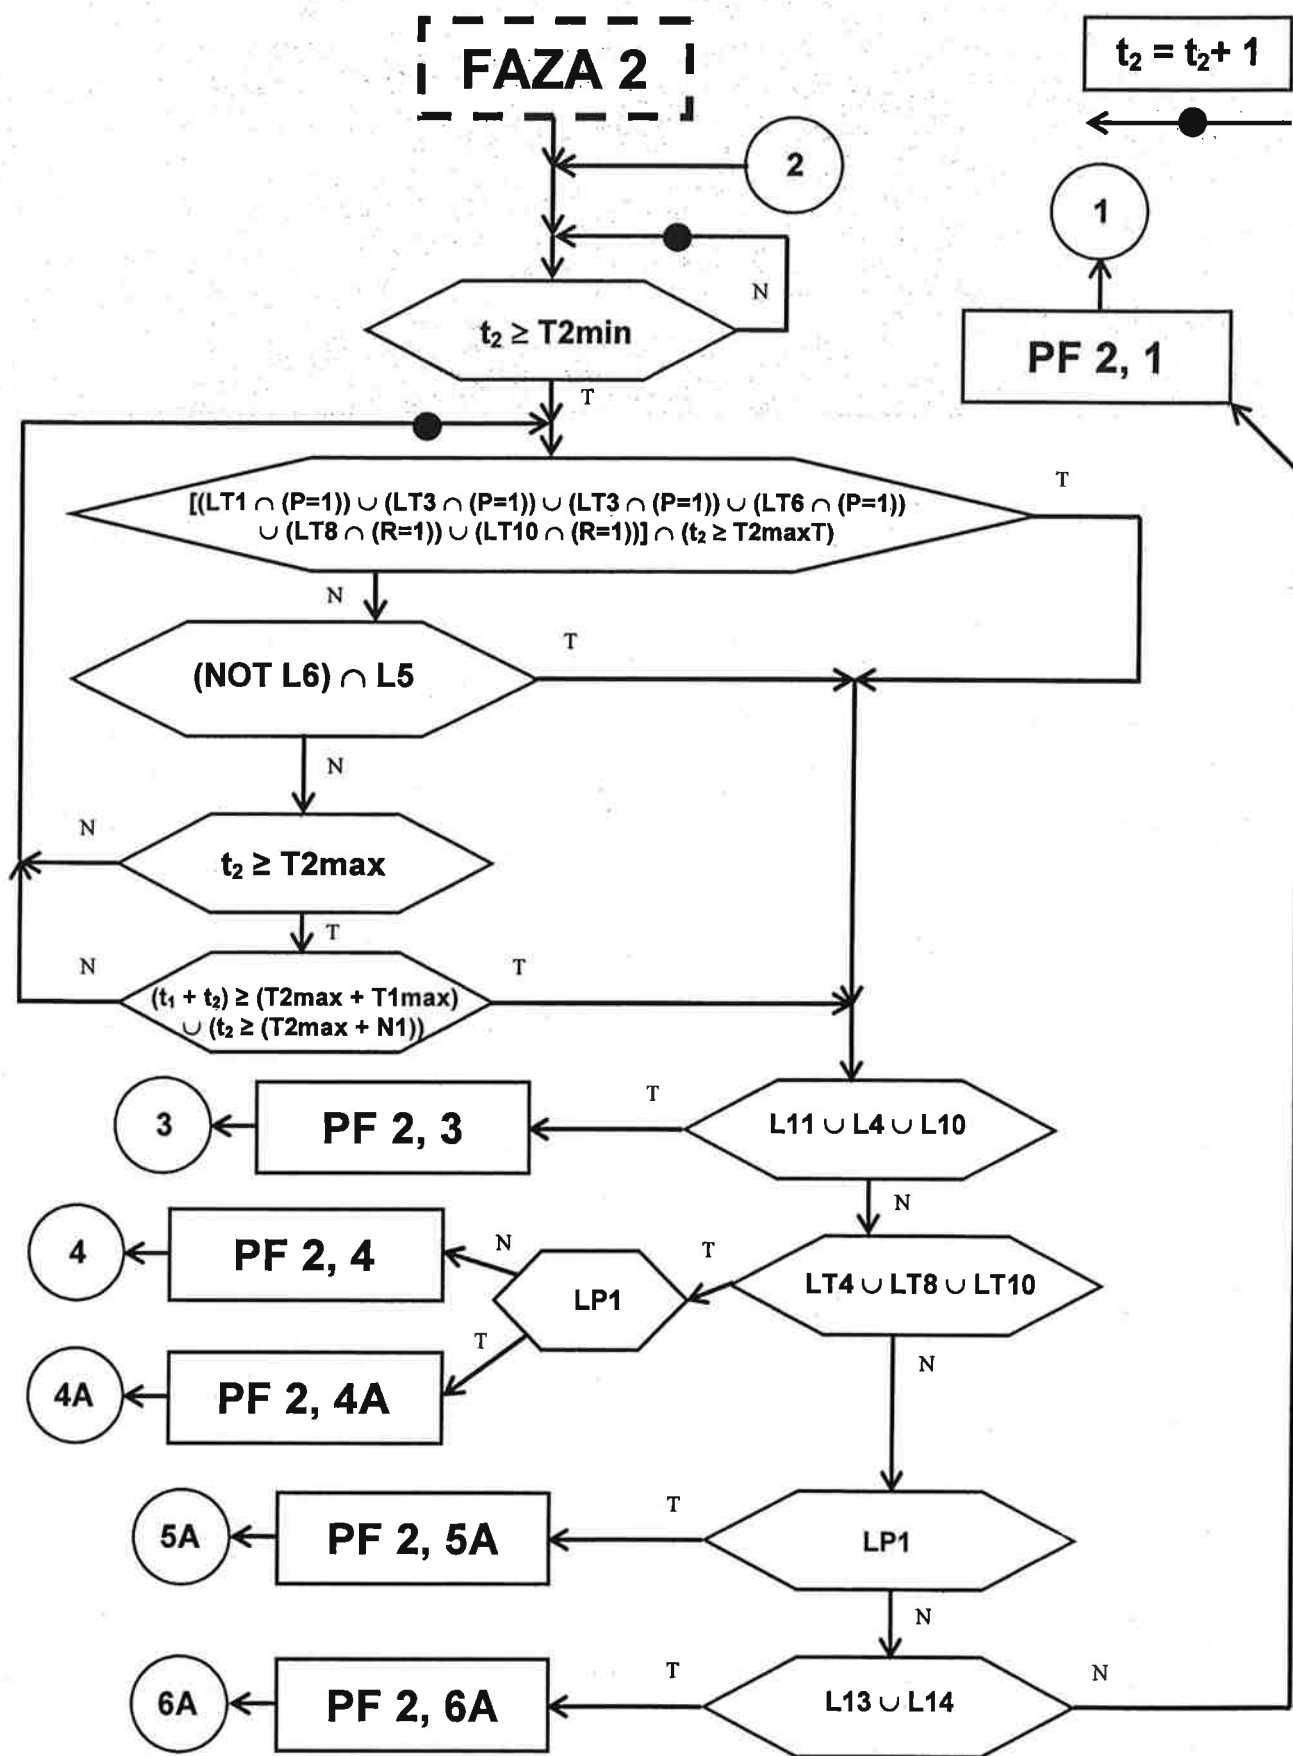 FAZA 2
t₂ = t₂+ 1
2
1
N
t₂ ≥ T2min
PF 2, 1
T
T
[(LT1 ∩ (P=1)) ∪ (LT3 ∩ (P=1)) ∪ (LT3 ∩ (P=1)) ∪ (LT6 ∩ (P=1))
∪ (LT8 ∩ (R=1)) ∪ (LT10 ∩ (R=1))] ∩ (t₂ ≥ T2maxT)
N
T
(NOT L6) ∩ L5
N
N
t₂ ≥ T2max
T
N
T
(t₁ + t₂) ≥ (T2max + T1max)
∪ (t₂ ≥ (T2max + N1))
T
3
PF 2, 3
L11 ∪ L4 ∪ L10
N
4
PF 2, 4
N
T
LP1
LT4 ∪ LT8 ∪ LT10
T
N
4A
PF 2, 4A
T
5A
PF 2, 5A
LP1
N
T
N
6A
PF 2, 6A
L13 ∪ L14